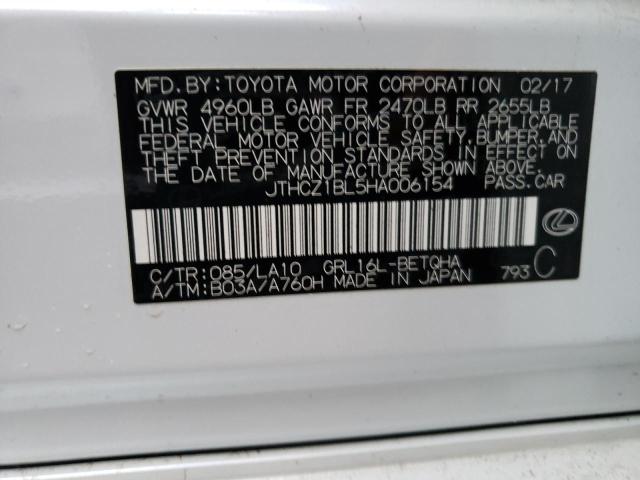 MFD.BY:TOYOTA MOTOR CORPORATION 02/17
GVWR 4960LB GAWR FR 2470LB RR 2655LB
THIS VEHICLE CONFORMS TO ALL APPLICABLE
FEDERAL MOTOR VEHICLE SAFETY,BUMPER,AND
THEFT PREVENTION STANDARDS IN EFFECT ON
THE DATE OF MANUFACTURE SHOWN ABOVE.
JTHCZ1BL5HA006154 PASS.CAR
C/TR:085/LA10 GRL16L-BETQHA
A/TM:B03A/A760H MADE IN JAPAN 793 C